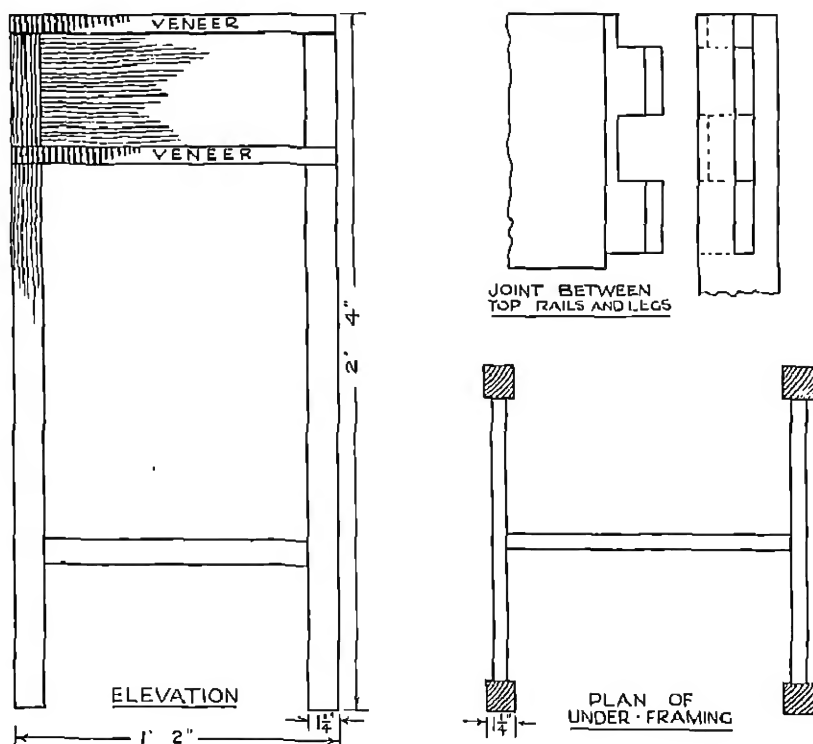 VENEER
VENEER
2' 4"
ELEVATION
1¼"
1' 2"
JOINT BETWEEN
TOP RAILS AND LEGS
PLAN OF
UNDER·FRAMING
1¼"